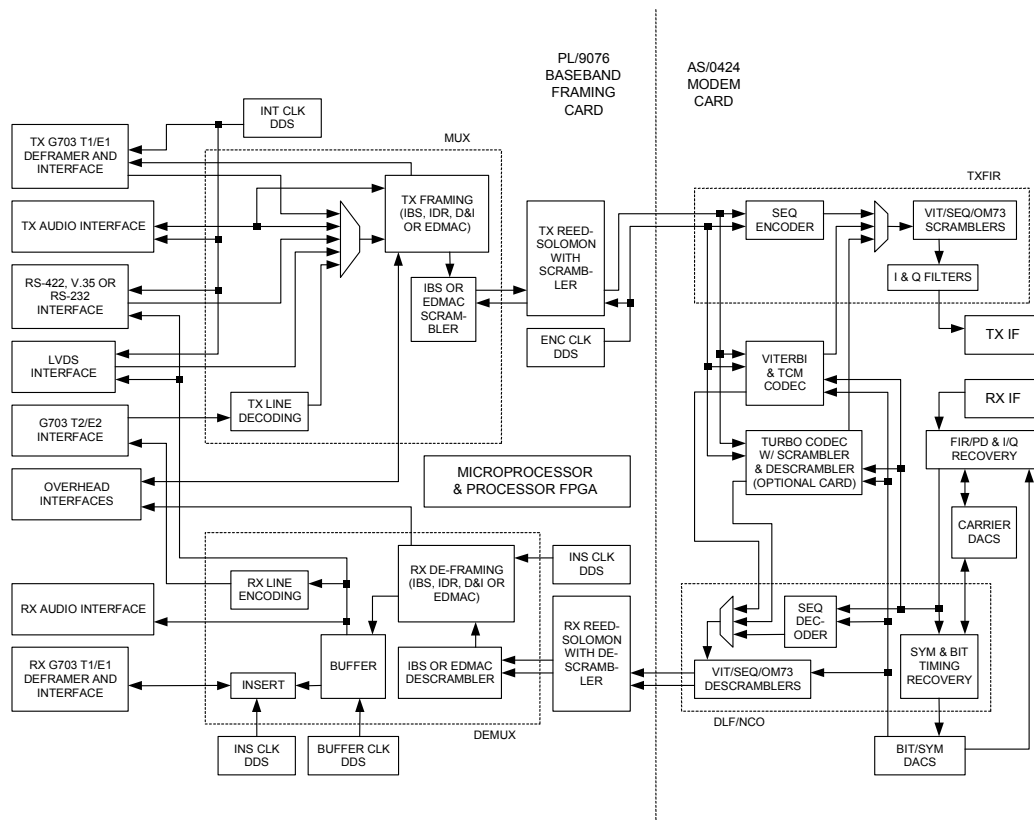 PL/9076
BASEBAND
FRAMING
CARD
AS/0424
MODEM
CARD
INT CLK
DDS
MUX
TXFIR
TX G703 T1/E1
DEFRAMER AND
INTERFACE
TX AUDIO INTERFACE
RS-422, V.35 OR
RS-232
INTERFACE
LVDS
INTERFACE
G703 T2/E2
INTERFACE
OVERHEAD
INTERFACES
TX LINE
DECODING
TX FRAMING
(IBS, IDR, D&I
OR EDMAC)
IBS OR
EDMAC
SCRAM-
BLER
TX REED-
SOLOMON
WITH
SCRAMB-
LER
ENC CLK
DDS
SEQ
ENCODER
VIT/SEQ/OM73
SCRAMBLERS
I & Q FILTERS
TX IF
VITERBI
& TCM
CODEC
RX IF
TURBO CODEC
W/ SCRAMBLER
& DESCRAMBLER
(OPTIONAL CARD)
FIR/PD & I/Q
RECOVERY
CARRIER
DACS
MICROPROCESSOR
& PROCESSOR FPGA
RX LINE
ENCODING
RX DE-FRAMING
(IBS, IDR, D&I OR
EDMAC)
INS CLK
DDS
RX AUDIO INTERFACE
RX G703 T1/E1
DEFRAMER AND
INTERFACE
INSERT
BUFFER
IBS OR EDMAC
DESCRAMBLER
RX REED-
SOLOMON
WITH DE-
SCRAMB-
LER
SEQ
DEC-
ODER
VIT/SEQ/OM73
DESCRAMBLERS
SYM & BIT
TIMING
RECOVERY
DEMUX
DLF/NCO
INS CLK
DDS
BUFFER CLK
DDS
BIT/SYM
DACS